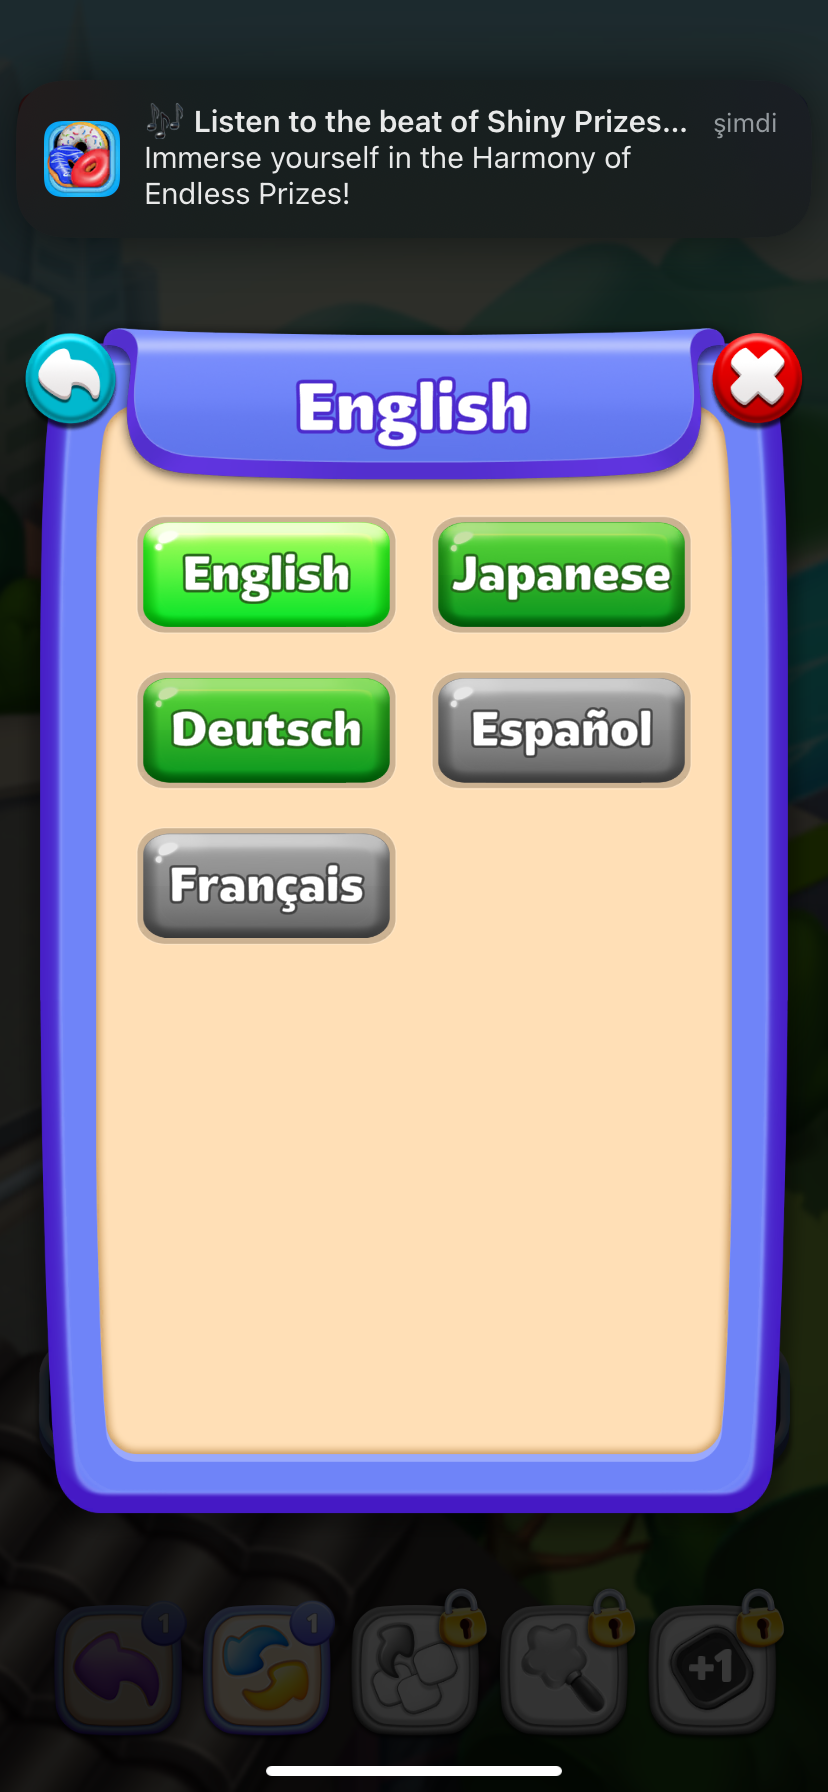 🎶 Listen to the beat of Shiny Prizes...
şimdi
Immerse yourself in the Harmony of
Endless Prizes!
English
English
Japanese
Deutsch
Español
Français
1
1
+1